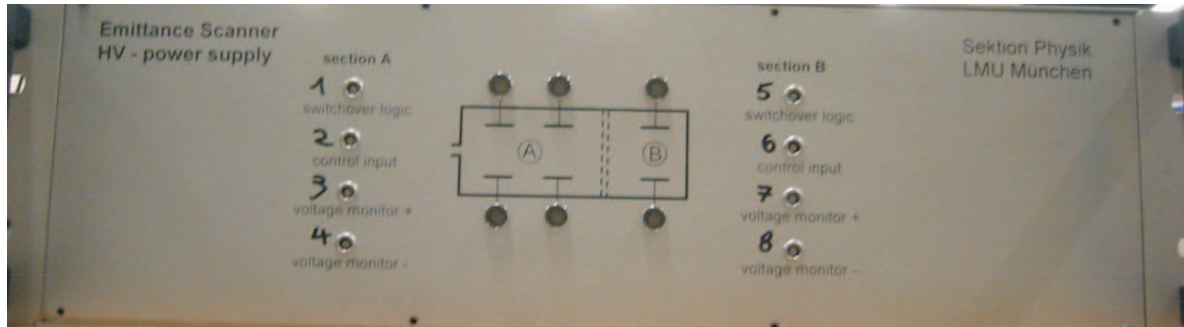 Emittance Scanner
HV - power supply
section A
1
switchover logic
2
control input
3
voltage monitor +
4
voltage monitor -
A
B
section B
5
switchover logic
6
control input
7
voltage monitor +
8
voltage monitor -
Sektion Physik
LMU München